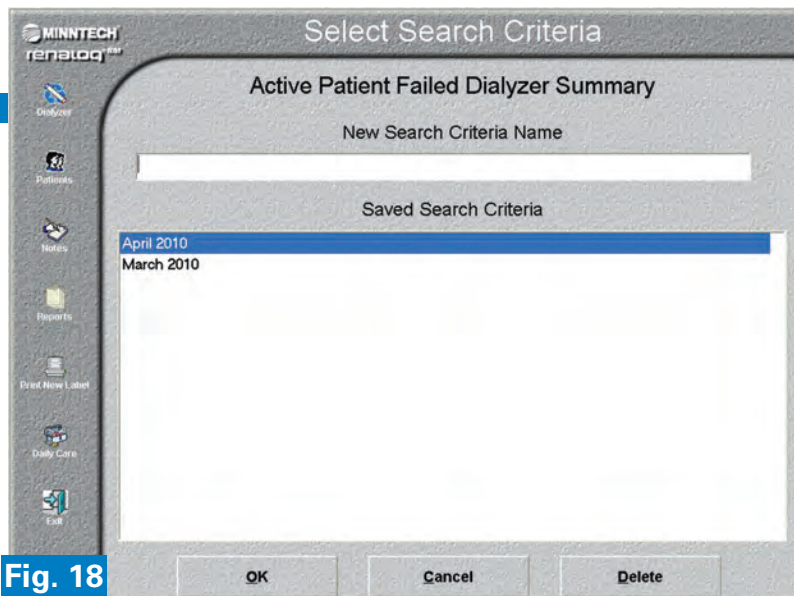 MINNTECH
renalog RM
Select Search Criteria
Active Patient Failed Dialyzer Summary
New Search Criteria Name
Saved Search Criteria
April 2010
March 2010
Dialyzer
Patients
Notes
Reports
Print New Label
Daily Care
Exit
OK
Cancel
Delete
Fig. 18